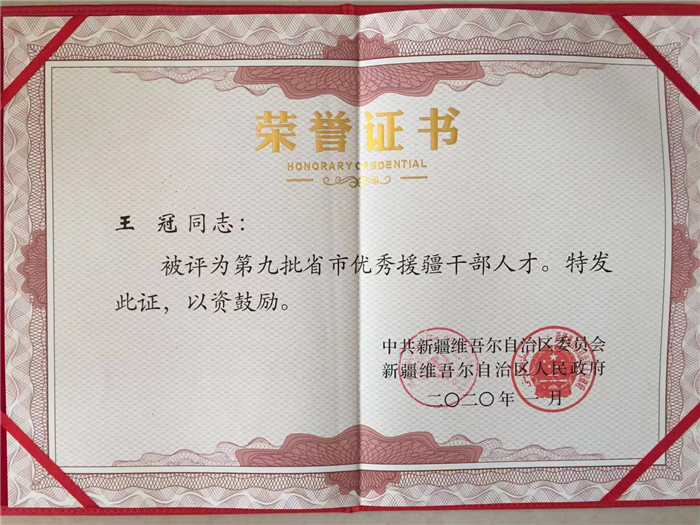 荣誉证书
HONORARY CREDENTIAL
王 冠同志：
被评为第九批省市优秀援疆干部人才。特发
此证，以资鼓励。
中共新疆维吾尔自治区委员会
新疆维吾尔自治区人民政府
二〇二〇年一月